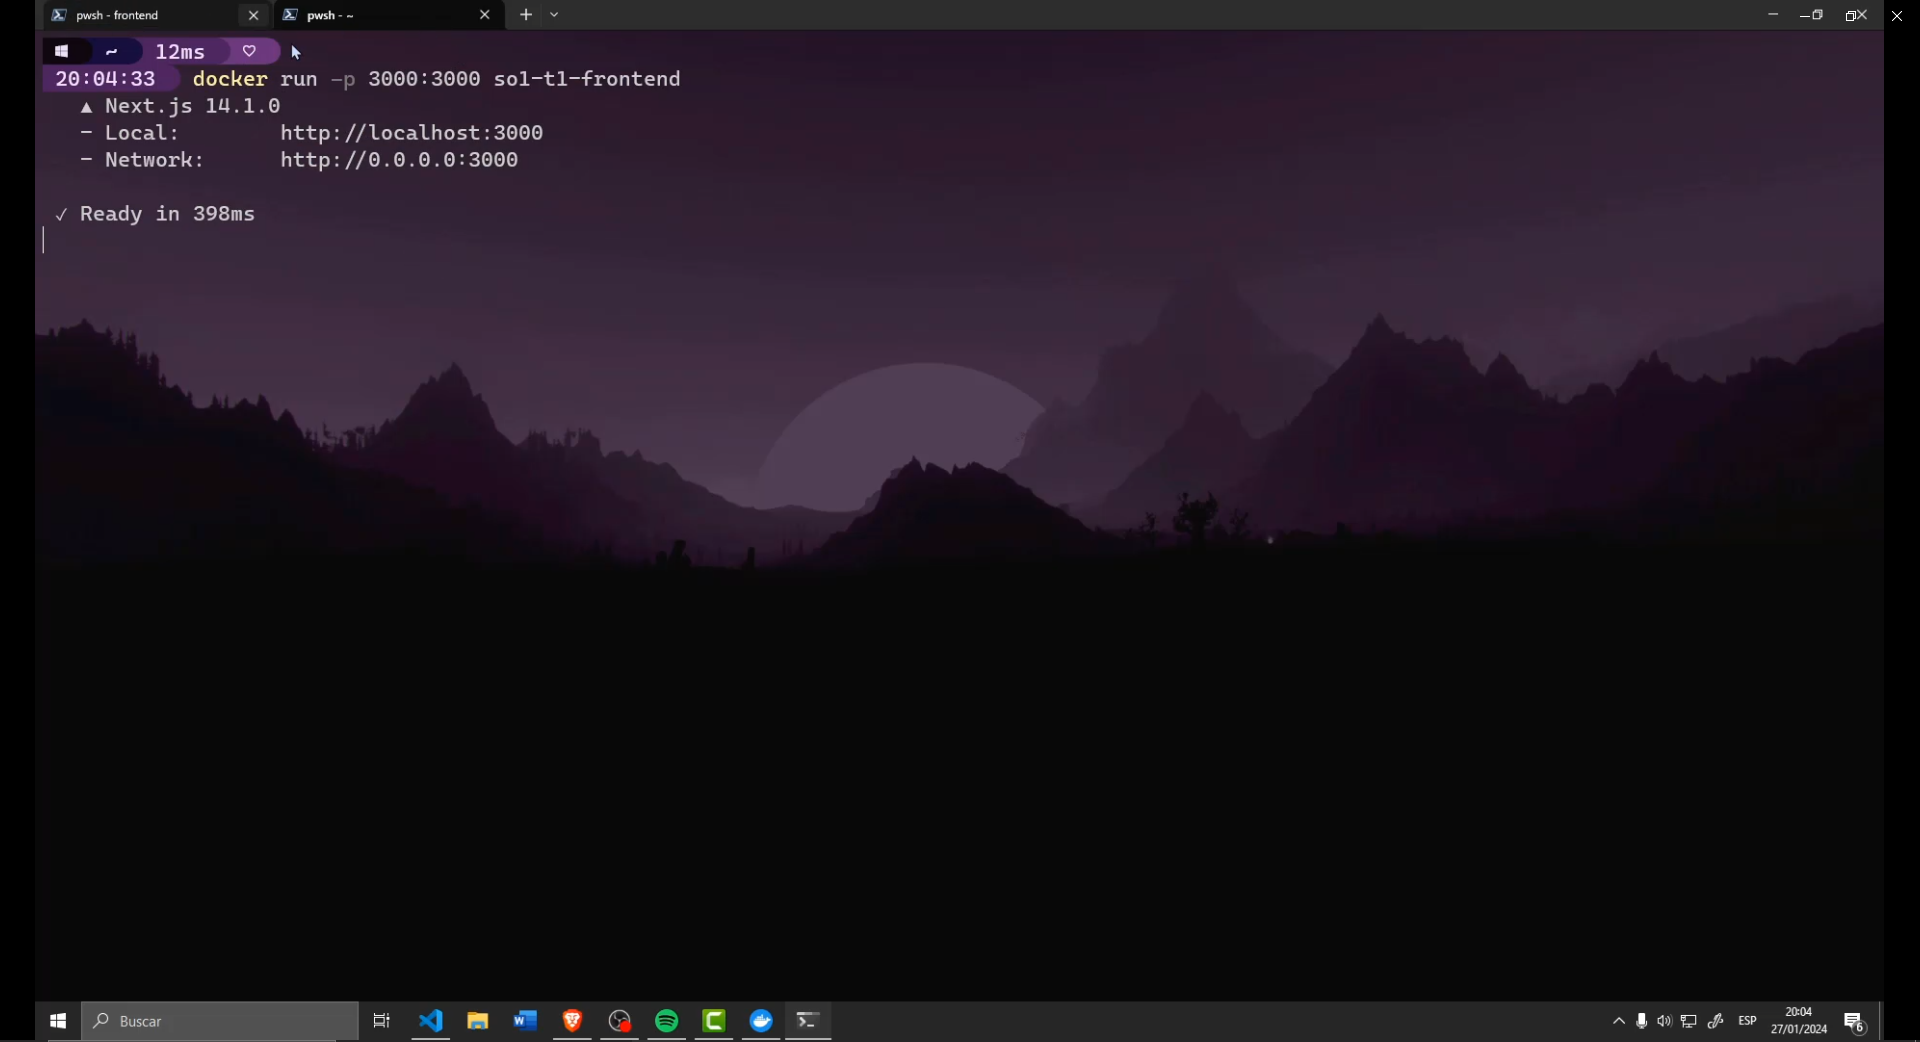 pwsh - frontend
pwsh - ~
~ 12ms ♡
20:04:33 docker run -p 3000:3000 so1-t1-frontend
▲ Next.js 14.1.0
- Local: http://localhost:3000
- Network: http://0.0.0.0:3000
✓ Ready in 398ms
Buscar
ESP
20:04
27/01/2024
6